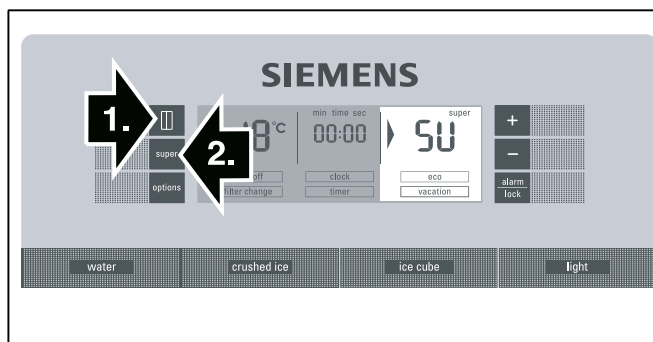 SIEMENS
1.
2.
super
options
18°C
off
filter change
min time sec
00:00
clock
timer
super
SU
eco
vacation
+
−
alarm
lock
water
crushed ice
ice cube
light